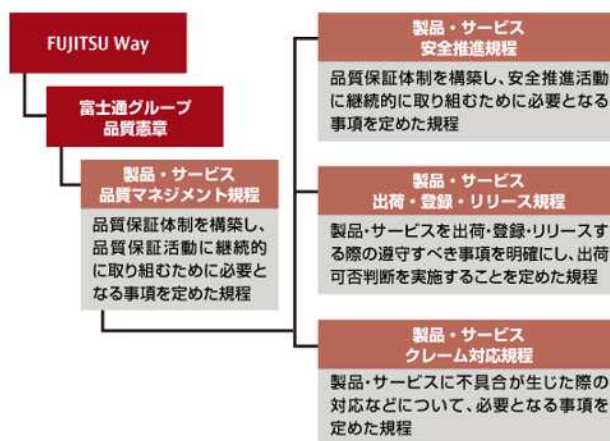 FUJITSU Way
富士通グループ
品質憲章
製品・サービス
品質マネジメント規程
品質保証体制を構築し、
品質保証活動に継続的
に取り組むために必要と
なる事項を定めた規程
製品・サービス
安全推進規程
品質保証体制を構築し、安全推進活動
に継続的に取り組むために必要となる
事項を定めた規程
製品・サービス
出荷・登録・リリース規程
製品・サービスを出荷・登録・リリースす
る際の遵守すべき事項を明確にし、出荷
可否判断を実施することを定めた規程
製品・サービス
クレーム対応規程
製品・サービスに不具合が生じた際の
対応などについて、必要となる事項を
定めた規程